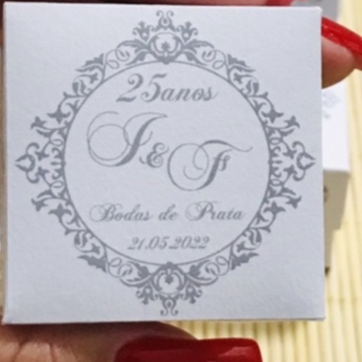 25anos
I & F
Bodas de Prata
21.05.2022